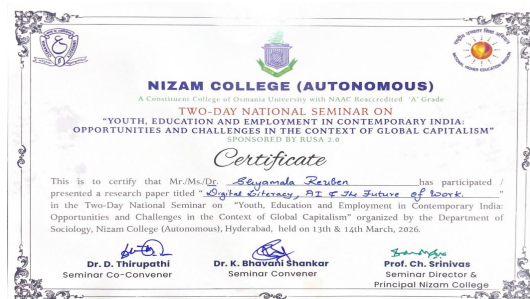 NIZAM COLLEGE (AUTONOMOUS)
A Constituent College of Osmania University with NAAC Reaccredited 'A' Grade
TWO-DAY NATIONAL SEMINAR ON
"YOUTH, EDUCATION AND EMPLOYMENT IN CONTEMPORARY INDIA:
OPPORTUNITIES AND CHALLENGES IN THE CONTEXT OF GLOBAL CAPITALISM"
SPONSORED BY RUSA 2.0
Certificate
This is to certify that Mr./Ms./Dr. Shyamala Reuben has participated /
presented a research paper titled "Digital Literacy, AI & The Future of Work."
in the Two-Day National Seminar on "Youth, Education and Employment in Contemporary India:
Opportunities and Challenges in the Context of Global Capitalism" organized by the Department of
Sociology, Nizam College (Autonomous), Hyderabad, held on 13th & 14th March, 2026.
Dr. D. Thirupathi
Seminar Co-Convener
Dr. K. Bhuvani Shankar
Seminar Convener
Prof. Ch. Srinivas
Seminar Director &
Principal Nizam College